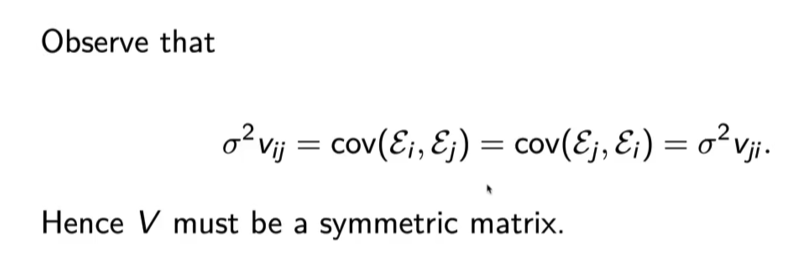 Observe that
σ²vᵢⱼ = cov(ℰᵢ, ℰⱼ) = cov(ℰⱼ, ℰᵢ) = σ²vⱼᵢ.
Hence V must be a symmetric matrix.